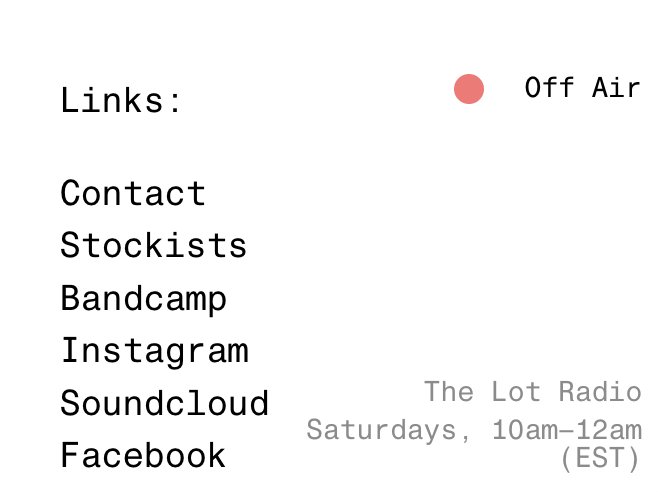 Links:
Off Air
Contact
Stockists
Bandcamp
Instagram
Soundcloud
Facebook
The Lot Radio
Saturdays, 10am–12am
(EST)